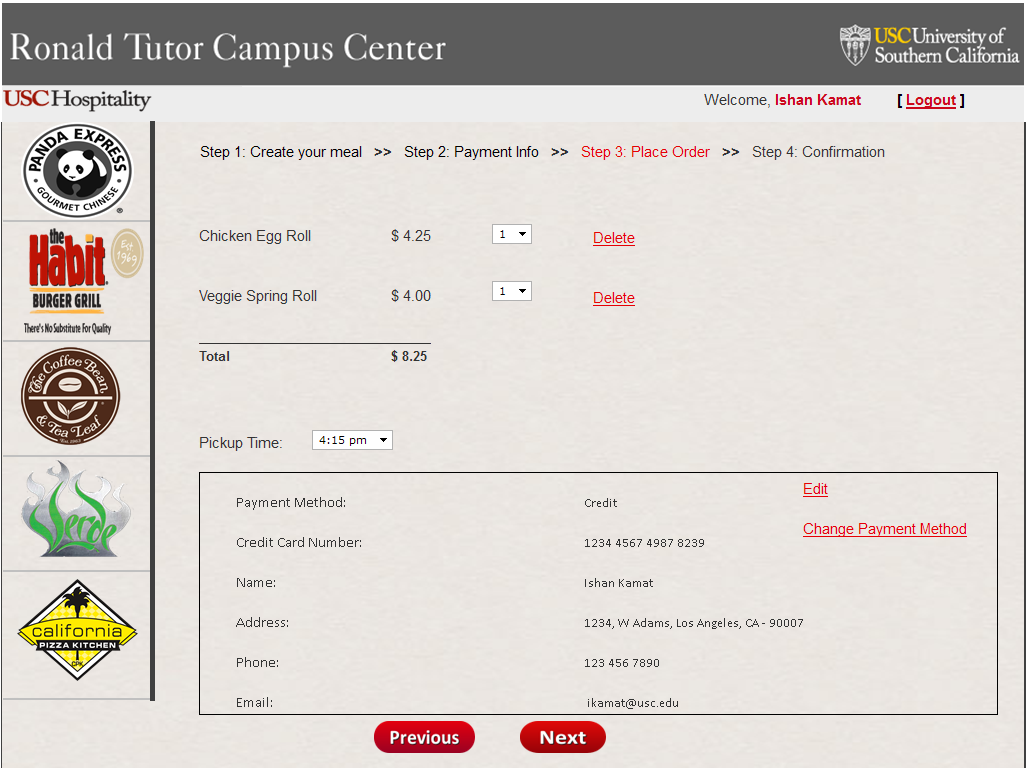 Ronald Tutor Campus Center
USC University of
Southern California
USC Hospitality
Welcome, Ishan Kamat [ Logout ]
PANDA EXPRESS
GOURMET CHINESE
the
Habit
BURGER GRILL
Est
1969
There's No Substitute For Quality
The Coffee Bean
& Tea Leaf
Est. 1963
Verde
california
PIZZA KITCHEN
CPK
Step 1: Create your meal >> Step 2: Payment Info >> Step 3: Place Order >> Step 4: Confirmation
Chicken Egg Roll $ 4.25 1 Delete
Veggie Spring Roll $ 4.00 1 Delete
Total $ 8.25
Pickup Time: 4:15 pm
Edit
Payment Method: Credit
Change Payment Method
Credit Card Number: 1234 4567 4987 8239
Name: Ishan Kamat
Address: 1234, W Adams, Los Angeles, CA - 90007
Phone: 123 456 7890
Email: ikamat@usc.edu
Previous Next